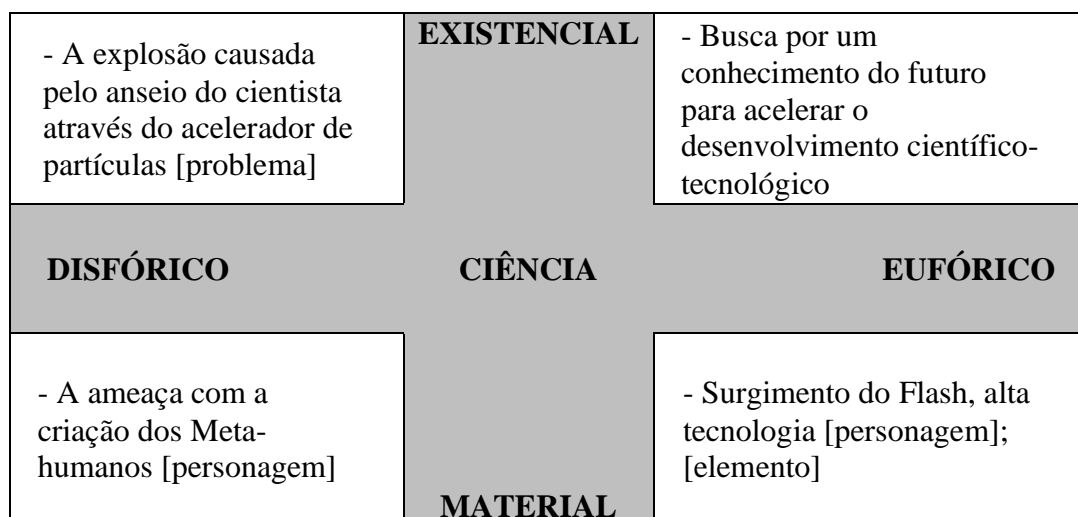 - A explosão causada
pelo anseio do cientista
através do acelerador de
partículas [problema]
EXISTENCIAL
- Busca por um
conhecimento do futuro
para acelerar o
desenvolvimento científico-
tecnológico
DISFÓRICO
CIÊNCIA
EUFÓRICO
- A ameaça com a
criação dos Meta-
humanos [personagem]
MATERIAL
- Surgimento do Flash, alta
tecnologia [personagem];
[elemento]